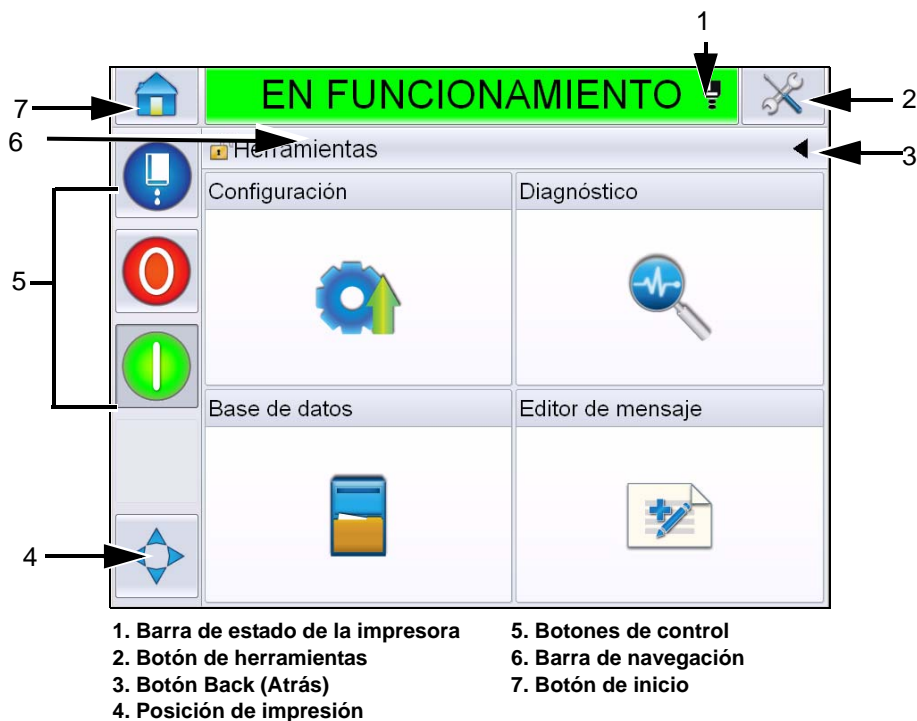 1
EN FUNCIONAMIENTO
2
7
6
Herramientas
3
Configuración
Diagnóstico
5
Base de datos
Editor de mensaje
4
1. Barra de estado de la impresora
2. Botón de herramientas
3. Botón Back (Atrás)
4. Posición de impresión
5. Botones de control
6. Barra de navegación
7. Botón de inicio